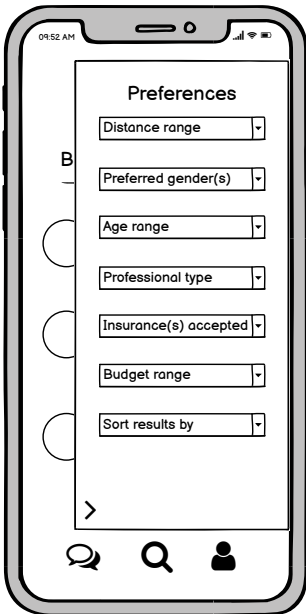 09:52 AM
Preferences
Distance range
B
Preferred gender(s)
Age range
Professional type
Insurance(s) accepted
Budget range
Sort results by